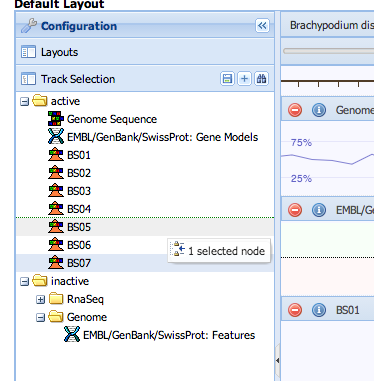 Default Layout
Configuration
Layouts
Track Selection
active
Genome Sequence
EMBL/GenBank/SwissProt: Gene Models
BS01
BS02
BS03
BS04
BS05
BS06
1 selected node
BS07
inactive
RnaSeq
Genome
EMBL/GenBank/SwissProt: Features
Brachypodium dis
Genome
75%
25%
EMBL/Ge
BS01